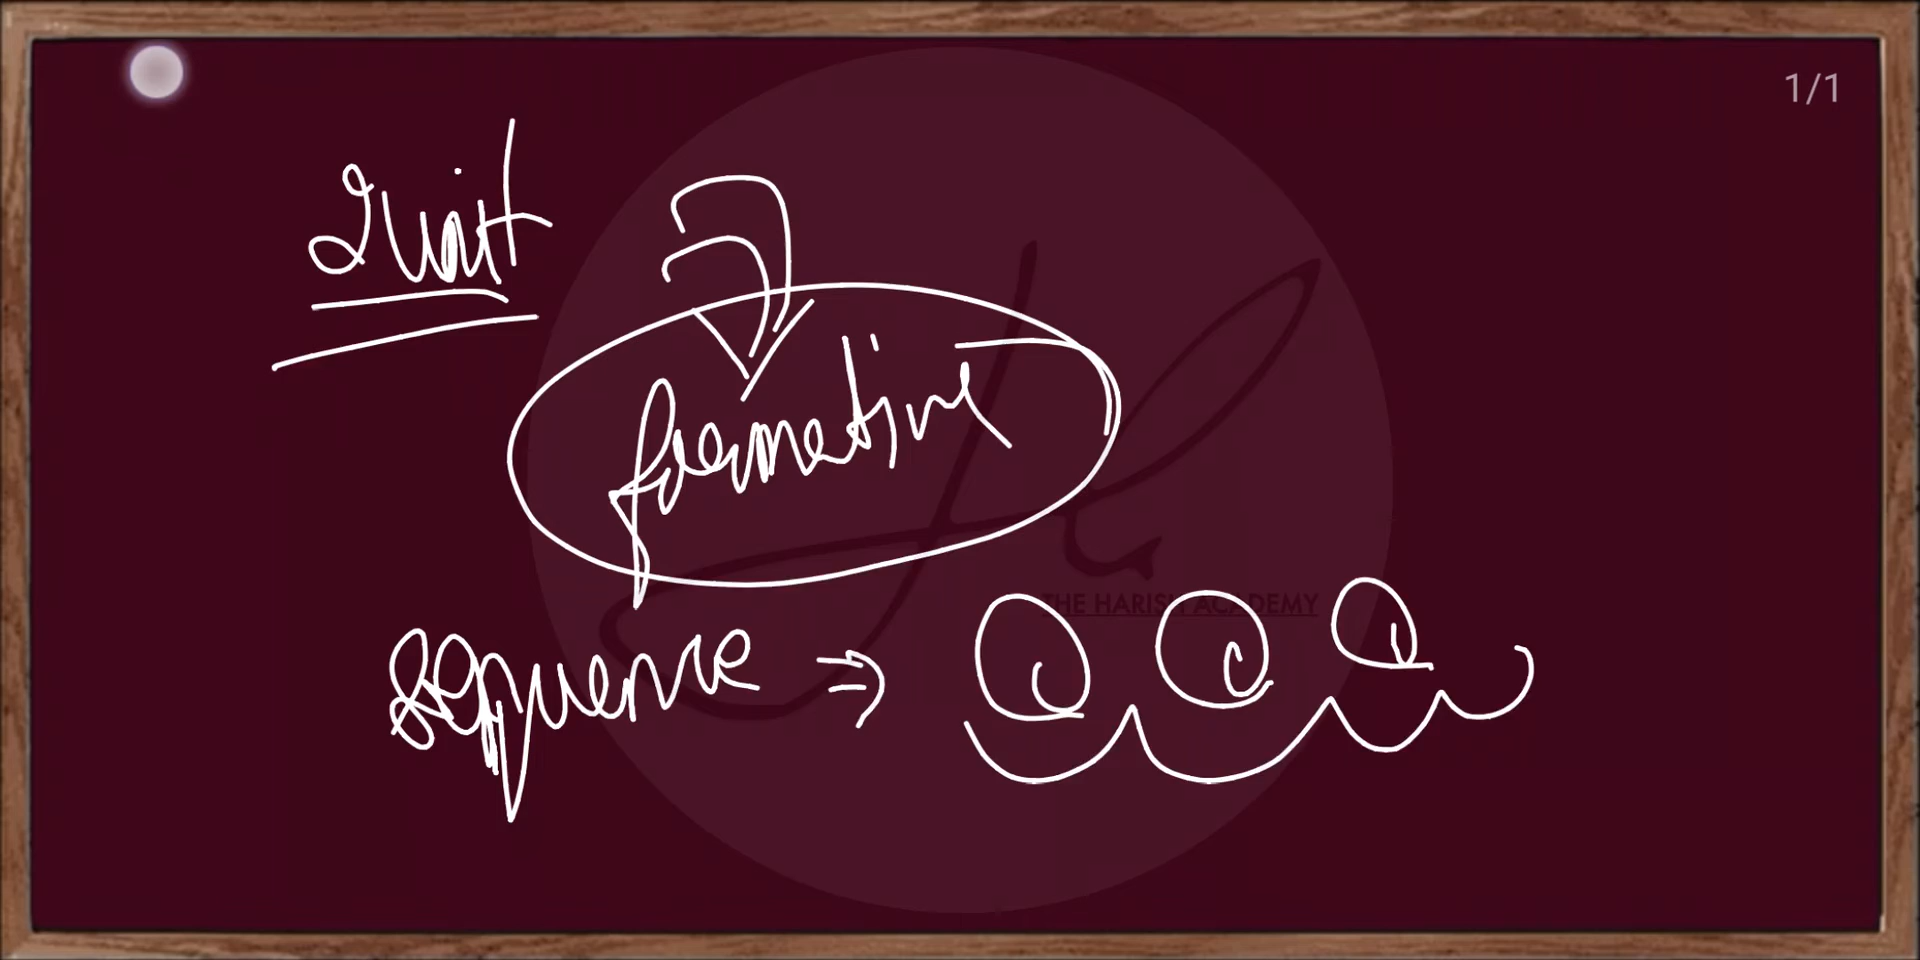 1/1
2 Unit
formative
sequence ⇒
THE HARISH ACADEMY